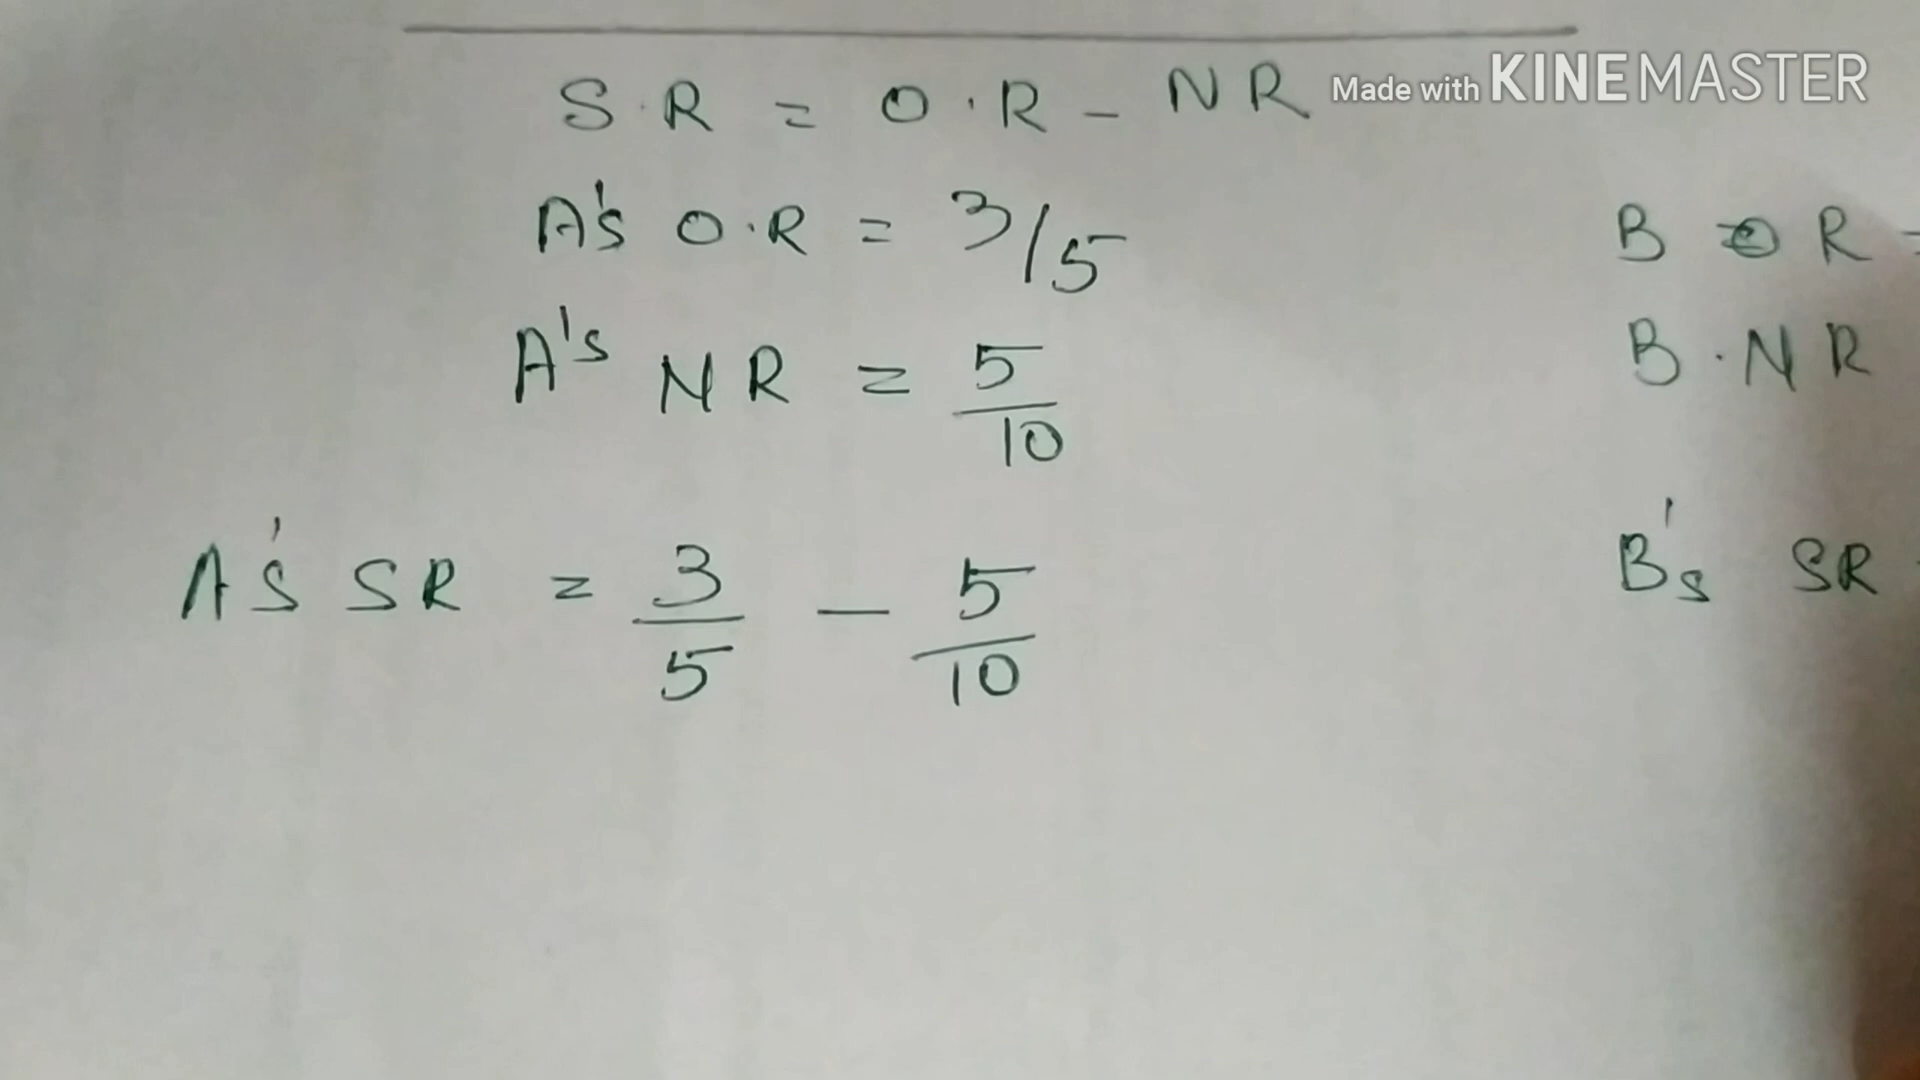 S.R = O.R - NR
Made with KINEMASTER
A's O.R = 3/5
B O R =
A's NR = 5/10
B.NR
A's SR = 3/5 - 5/10
B's SR